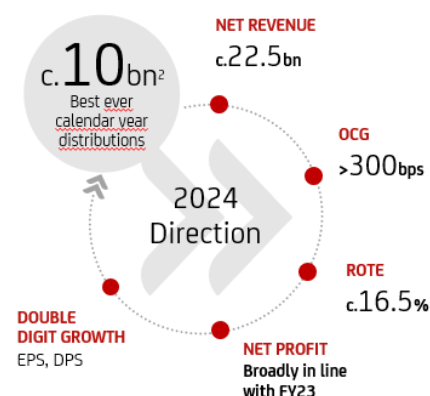 c.10bn²
Best ever
calendar year
distributions
NET REVENUE
c.22.5bn
OCG
>300bps
2024
Direction
ROTE
c.16.5%
NET PROFIT
Broadly in line
with FY23
DOUBLE
DIGIT GROWTH
EPS, DPS